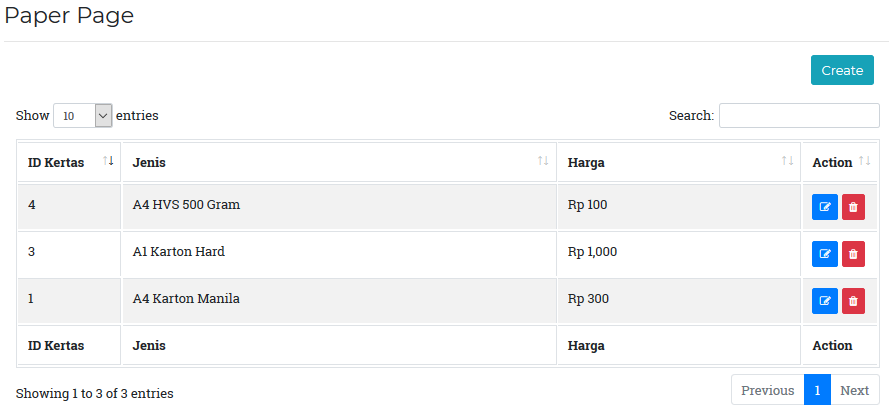 Paper Page
Create
Show 10 entries Search:
ID Kertas Jenis Harga Action
4 A4 HVS 500 Gram Rp 100
3 A1 Karton Hard Rp 1,000
1 A4 Karton Manila Rp 300
ID Kertas Jenis Harga Action
Showing 1 to 3 of 3 entries Previous 1 Next